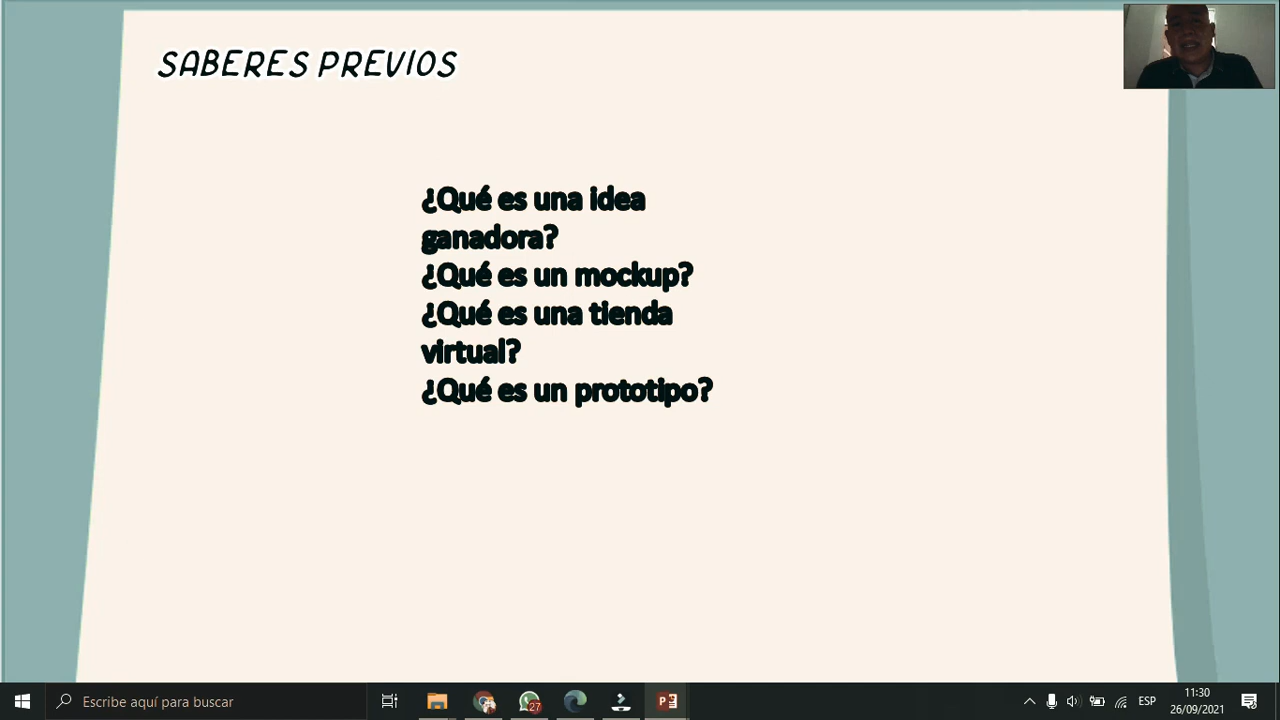 SABERES PREVIOS
¿Qué es una idea
ganadora?
¿Qué es un mockup?
¿Qué es una tienda
virtual?
¿Qué es un prototipo?
Escribe aquí para buscar
27
ESP
11:30
26/09/2021